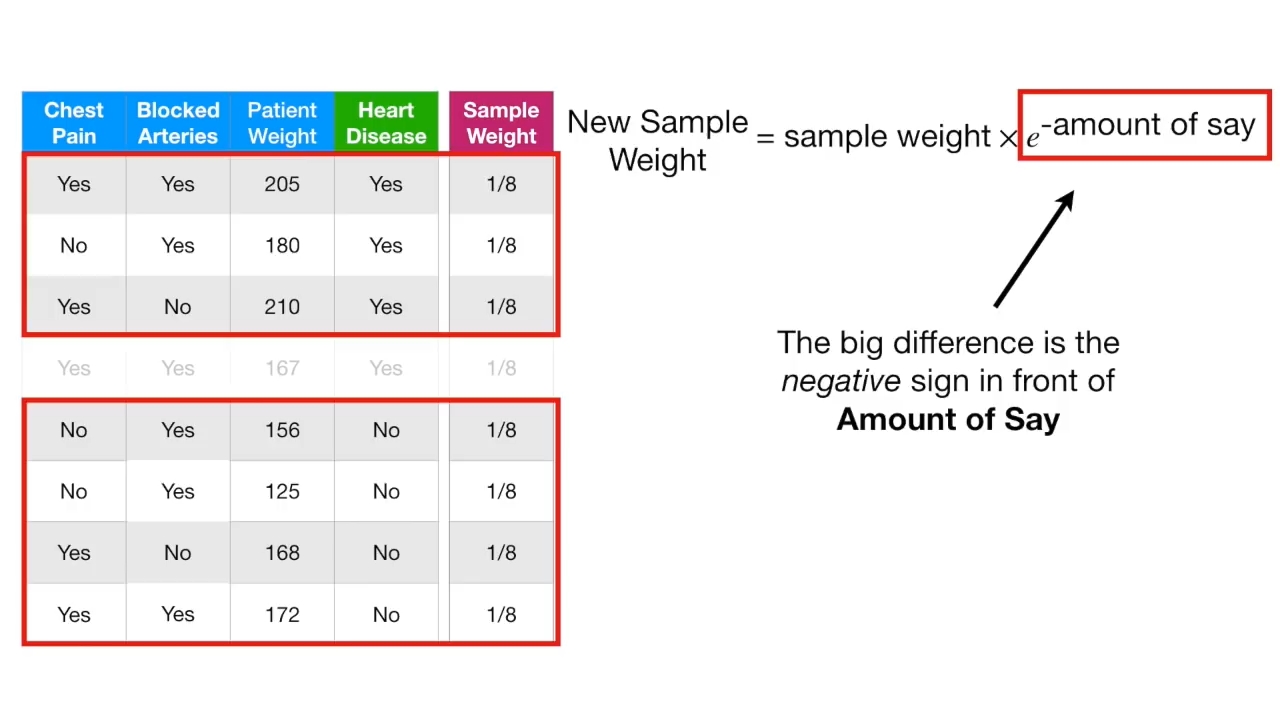 Chest Pain Blocked Arteries Patient Weight Heart Disease Sample Weight
Yes Yes 205 Yes 1/8
No Yes 180 Yes 1/8
Yes No 210 Yes 1/8
Yes Yes 167 Yes 1/8
No Yes 156 No 1/8
No Yes 125 No 1/8
Yes No 168 No 1/8
Yes Yes 172 No 1/8
New Sample Weight = sample weight × e^-amount of say
The big difference is the
negative sign in front of
Amount of Say